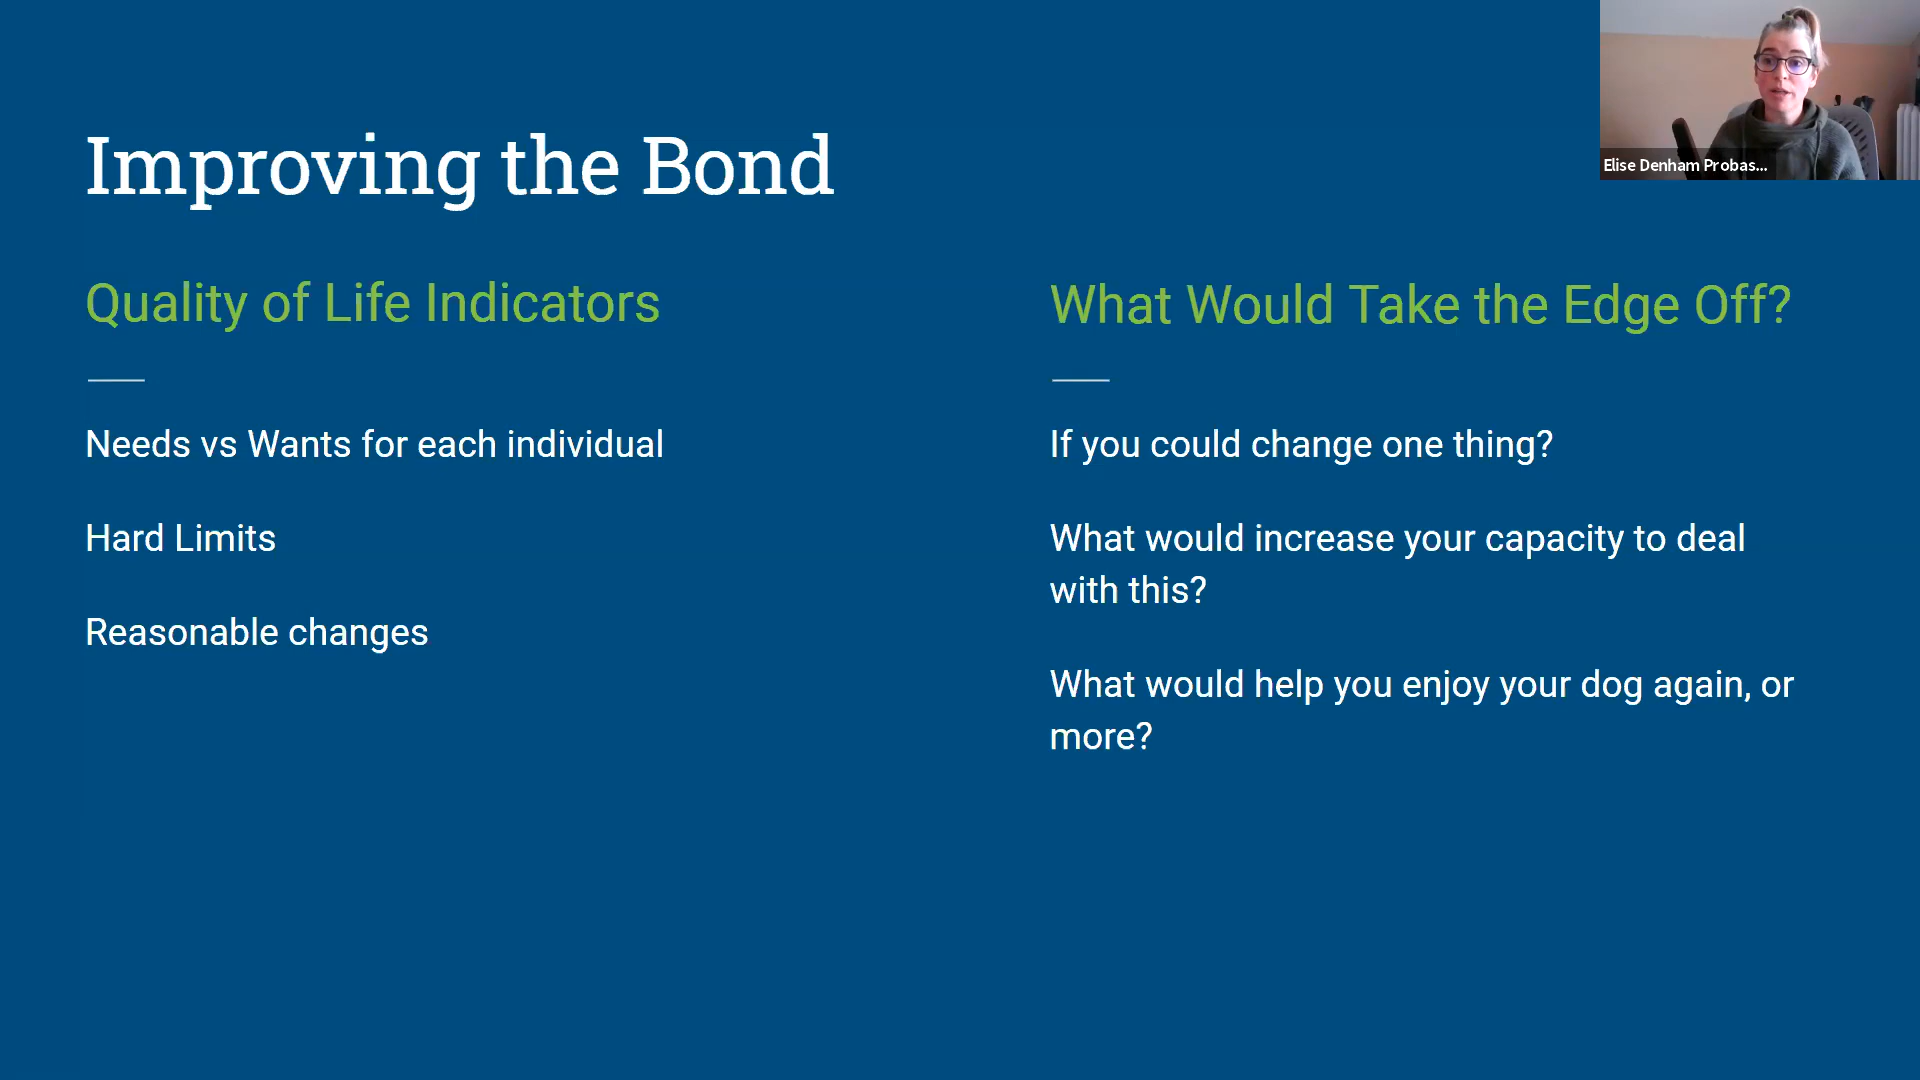 Improving the Bond
Elise Denham Probas...
Quality of Life Indicators
Needs vs Wants for each individual
Hard Limits
Reasonable changes
What Would Take the Edge Off?
If you could change one thing?
What would increase your capacity to deal
with this?
What would help you enjoy your dog again, or
more?